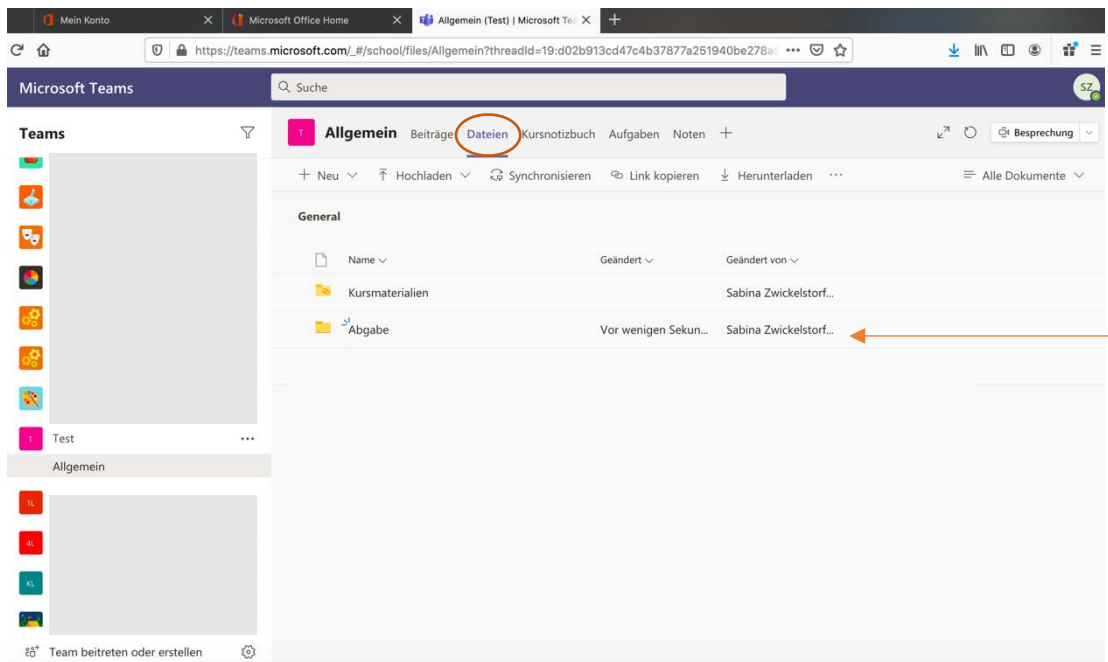 Mein Konto
Microsoft Office Home
Allgemein (Test) | Microsoft Tea
https://teams.microsoft.com/_#/school/files/Allgemein?threadId=19:d02b913cd47c4b37877a251940be278a
Microsoft Teams
Suche
SZ
Teams
T Allgemein Beiträge Dateien Kursnotizbuch Aufgaben Noten
Besprechung
Neu Hochladen Synchronisieren Link kopieren Herunterladen
Alle Dokumente
General
Name Geändert Geändert von
Kursmaterialien Sabina Zwickelstorf...
Abgabe Vor wenigen Sekun... Sabina Zwickelstorf...
T Test
Allgemein
1L
4L
KL
Team beitreten oder erstellen